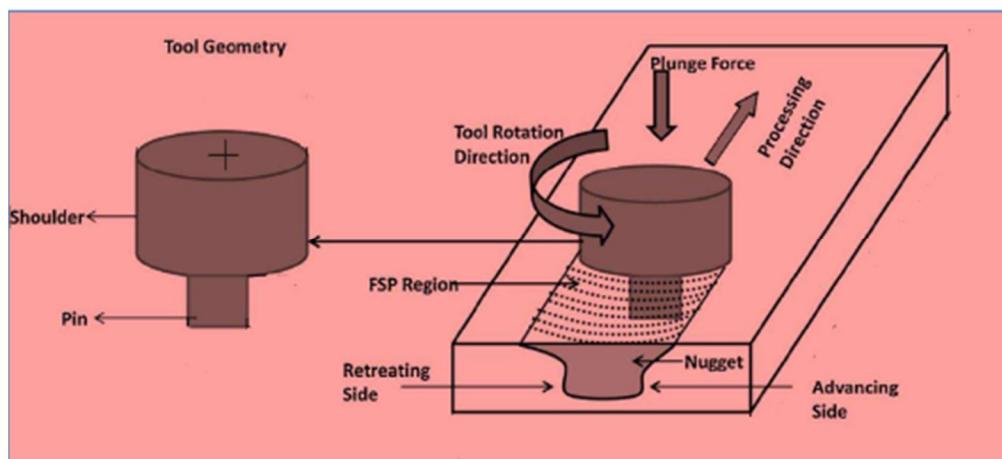 Tool Geometry
Plunge Force
Processing
Direction
Tool Rotation
Direction
Shoulder
FSP Region
Pin
Nugget
Retreating
Side
Advancing
Side